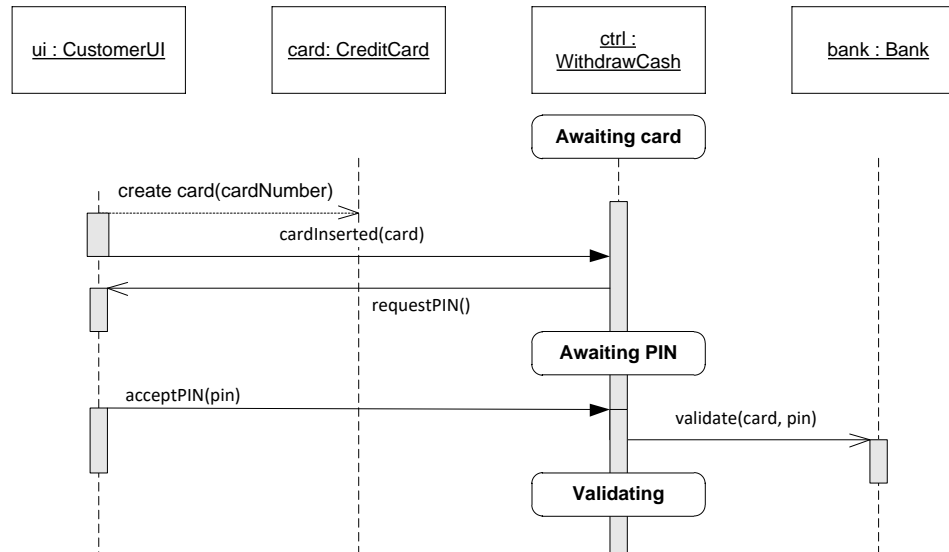 ui : CustomerUI
card: CreditCard
ctrl :
WithdrawCash
bank : Bank
Awaiting card
create card(cardNumber)
cardInserted(card)
requestPIN()
Awaiting PIN
acceptPIN(pin)
validate(card, pin)
Validating